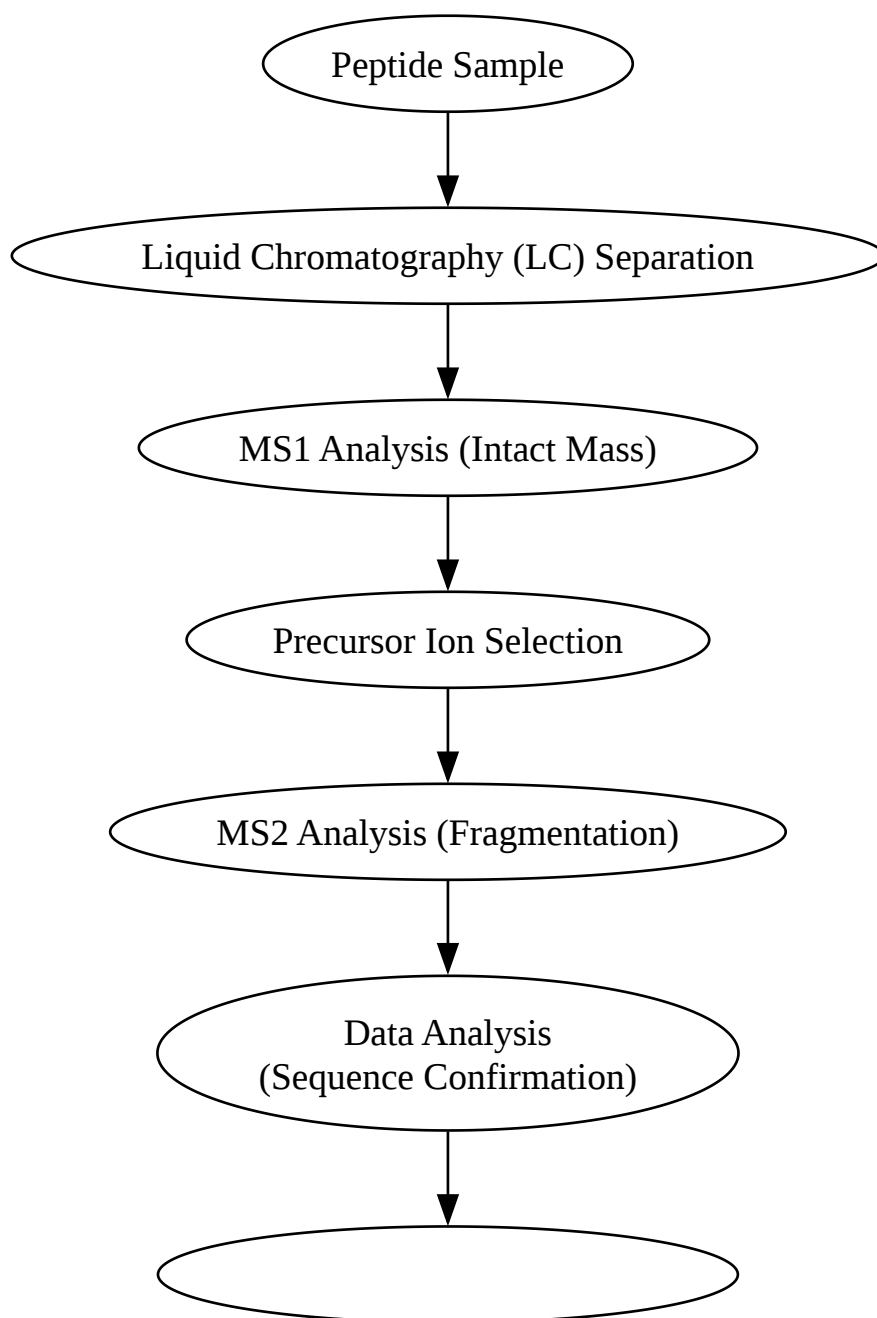 Peptide Sample
Liquid Chromatography (LC) Separation
MS1 Analysis (Intact Mass)
Precursor Ion Selection
MS2 Analysis (Fragmentation)
Data Analysis
(Sequence Confirmation)